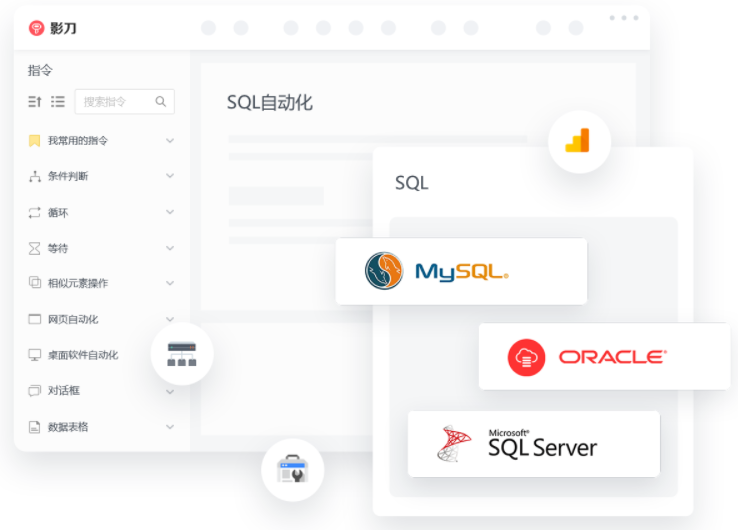 影刀
指令
搜索指令
我常用的指令
条件判断
循环
等待
相似元素操作
网页自动化
桌面软件自动化
对话框
数据表格
SQL自动化
SQL
MySQL®
ORACLE®
Microsoft®
SQL Server